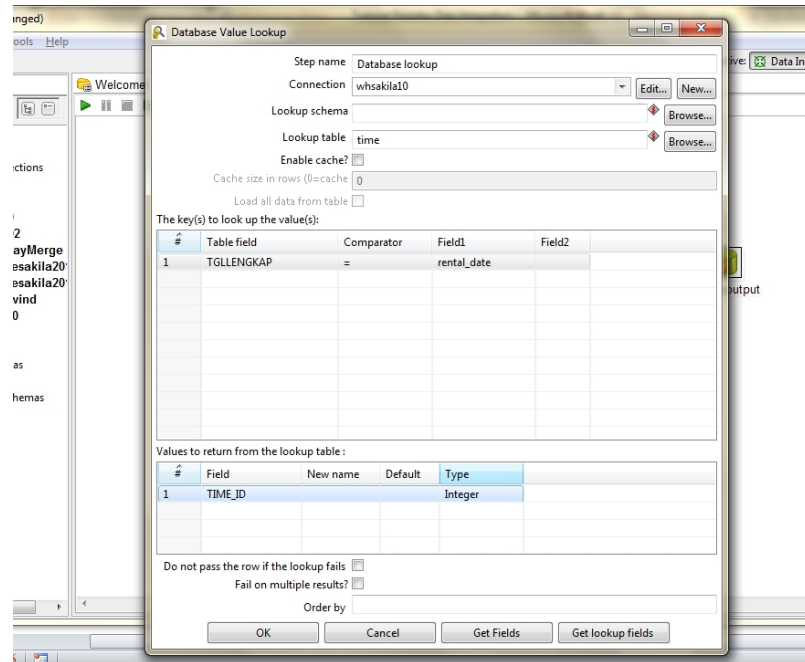 nged)
ools Help
Database Value Lookup
Step name Database lookup
ive: Data In
Welcome
Connection whsakila10 Edit... New...
Lookup schema Browse...
Lookup table time Browse...
Enable cache?
Cache size in rows (0=cache 0
Load all data from table
The key(s) to look up the value(s):
# Table field Comparator Field1 Field2
1 TGLLENGKAP = rental_date
ctions
02
ayMerge
esakila20
esakila20
vind
0
as
hemas
output
Values to return from the lookup table :
# Field New name Default Type
1 TIME_ID Integer
Do not pass the row if the lookup fails
Fail on multiple results?
Order by
OK Cancel Get Fields Get lookup fields